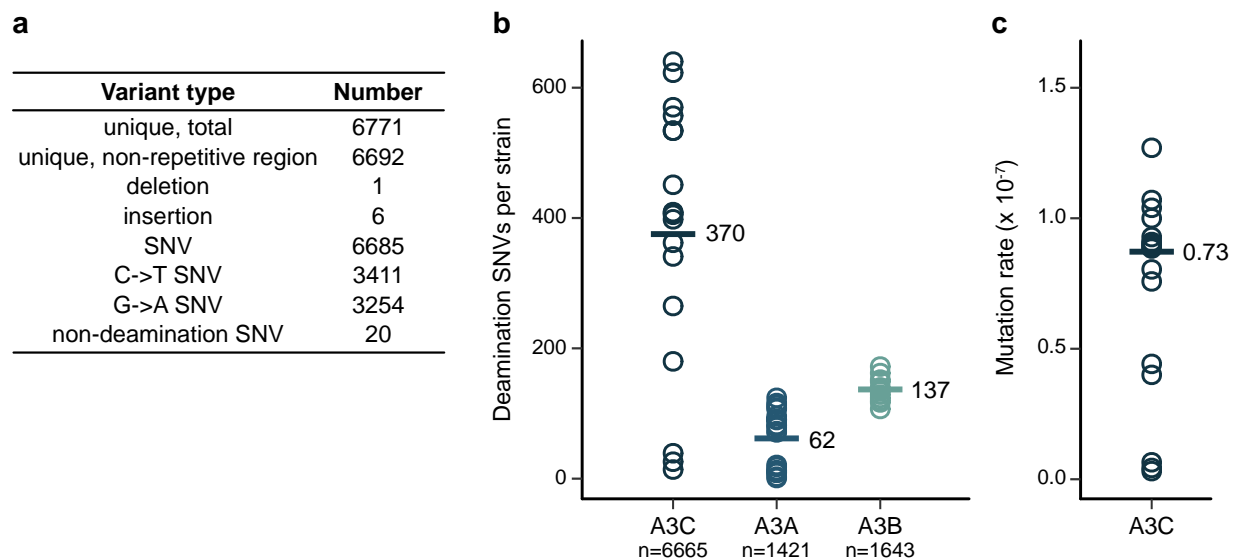 a
Variant type Number
unique, total 6771
unique, non-repetitive region 6692
deletion 1
insertion 6
SNV 6685
C->T SNV 3411
G->A SNV 3254
non-deamination SNV 20
b
Deamination SNVs per strain
600
400
200
0
370
62
137
A3C A3A A3B
n=6665 n=1421 n=1643
c
Mutation rate (x 10⁻⁷)
1.5
1.0
0.5
0.0
0.73
A3C